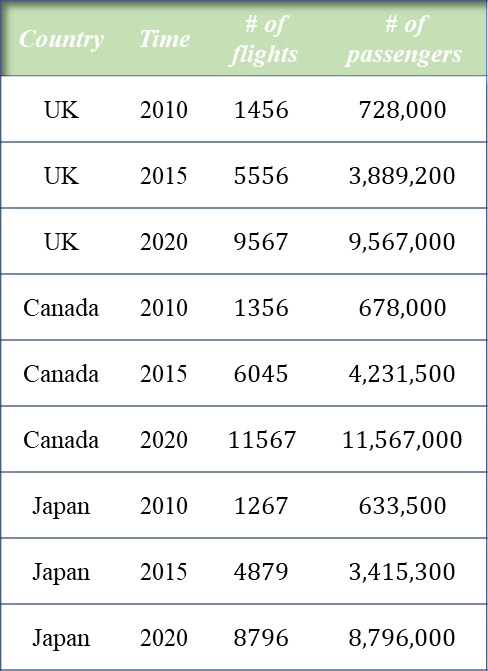 Country Time # of flights # of passengers
UK 2010 1456 728,000
UK 2015 5556 3,889,200
UK 2020 9567 9,567,000
Canada 2010 1356 678,000
Canada 2015 6045 4,231,500
Canada 2020 11567 11,567,000
Japan 2010 1267 633,500
Japan 2015 4879 3,415,300
Japan 2020 8796 8,796,000